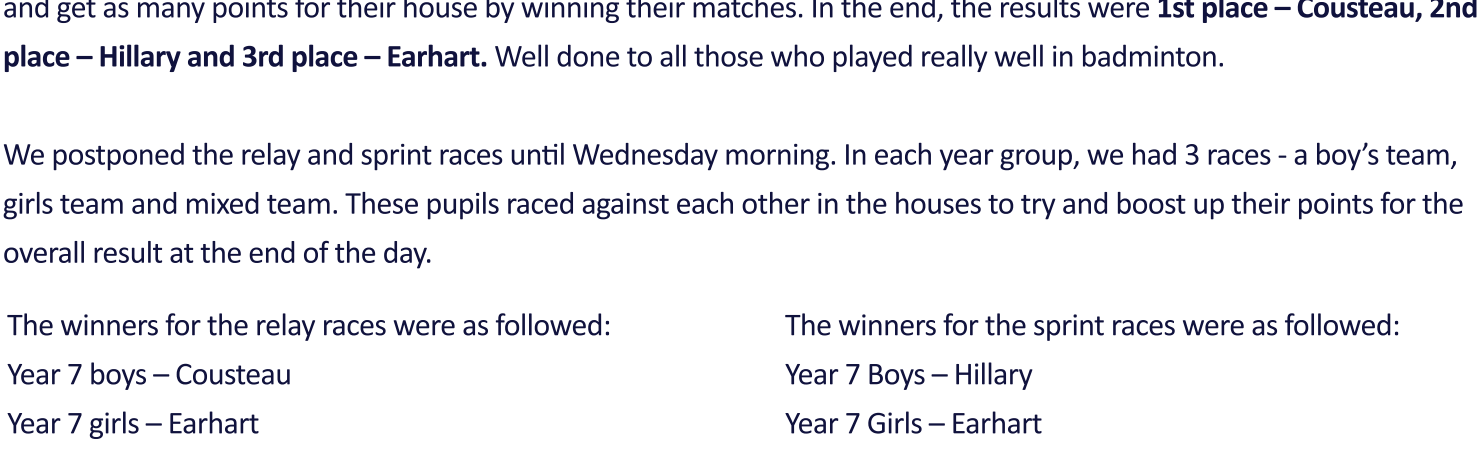 and get as many points for their house by winning their matches. In the end, the results were 1st place – Cousteau, 2nd
place – Hillary and 3rd place – Earhart. Well done to all those who played really well in badminton.
We postponed the relay and sprint races until Wednesday morning. In each year group, we had 3 races - a boy’s team,
girls team and mixed team. These pupils raced against each other in the houses to try and boost up their points for the
overall result at the end of the day.
The winners for the relay races were as followed:
Year 7 boys – Cousteau
Year 7 girls – Earhart
The winners for the sprint races were as followed:
Year 7 Boys – Hillary
Year 7 Girls – Earhart